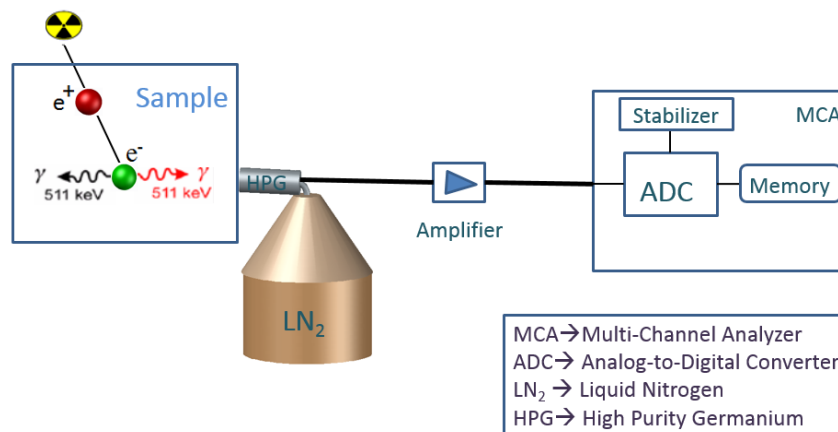 Sample
e+
e-
γ
γ
511 keV
511 keV
HPG
LN₂
Amplifier
Stabilizer
MCA
ADC
Memory
MCA→Multi-Channel Analyzer
ADC→ Analog-to-Digital Converter
LN₂ → Liquid Nitrogen
HPG→ High Purity Germanium